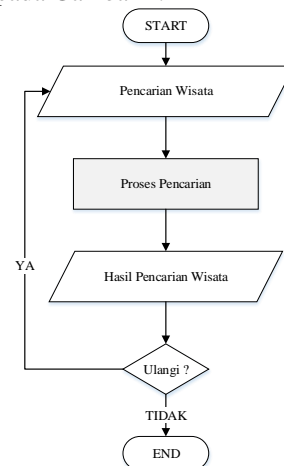 START
Pencarian Wisata
Proses Pencarian
Hasil Pencarian Wisata
YA
Ulangi ?
TIDAK
END